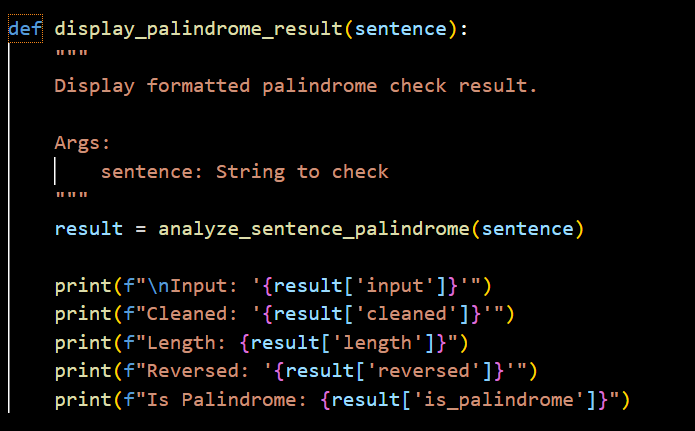 def display_palindrome_result(sentence):
    """
    Display formatted palindrome check result.

    Args:
        sentence: String to check
    """
    result = analyze_sentence_palindrome(sentence)

    print(f"\nInput: '{result['input']}'")
    print(f"Cleaned: '{result['cleaned']}'")
    print(f"Length: {result['length']}")
    print(f"Reversed: '{result['reversed']}'")
    print(f"Is Palindrome: {result['is_palindrome']}")